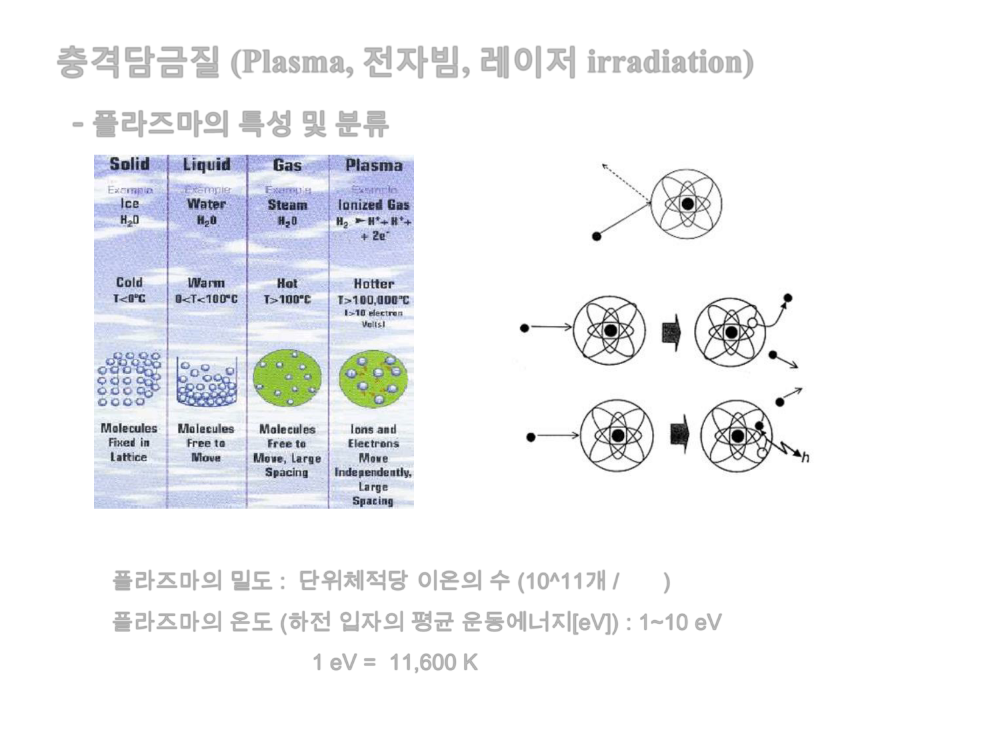 충격담금질 (Plasma, 전자빔, 레이저 irradiation)
- 플라즈마의 특성 및 분류
Solid
Example
Ice
H₂O
Cold
T<0°C
Molecules
Fixed in
Lattice
Liquid
Example
Water
H₂O
Warm
0<T<100°C
Molecules
Free to
Move
Gas
Example
Steam
H₂O
Hot
T>100°C
Molecules
Free to
Move, Large
Spacing
Plasma
Example
Ionized Gas
H₂ ► H⁺+ H⁺+
+ 2e⁻
Hotter
T>100,000°C
I>10 electron
Volts)
Ions and
Electrons
Move
Independently,
Large
Spacing
h
플라즈마의 밀도 : 단위체적당 이온의 수 (10^11개 / )
플라즈마의 온도 (하전 입자의 평균 운동에너지[eV]) : 1~10 eV
1 eV = 11,600 K